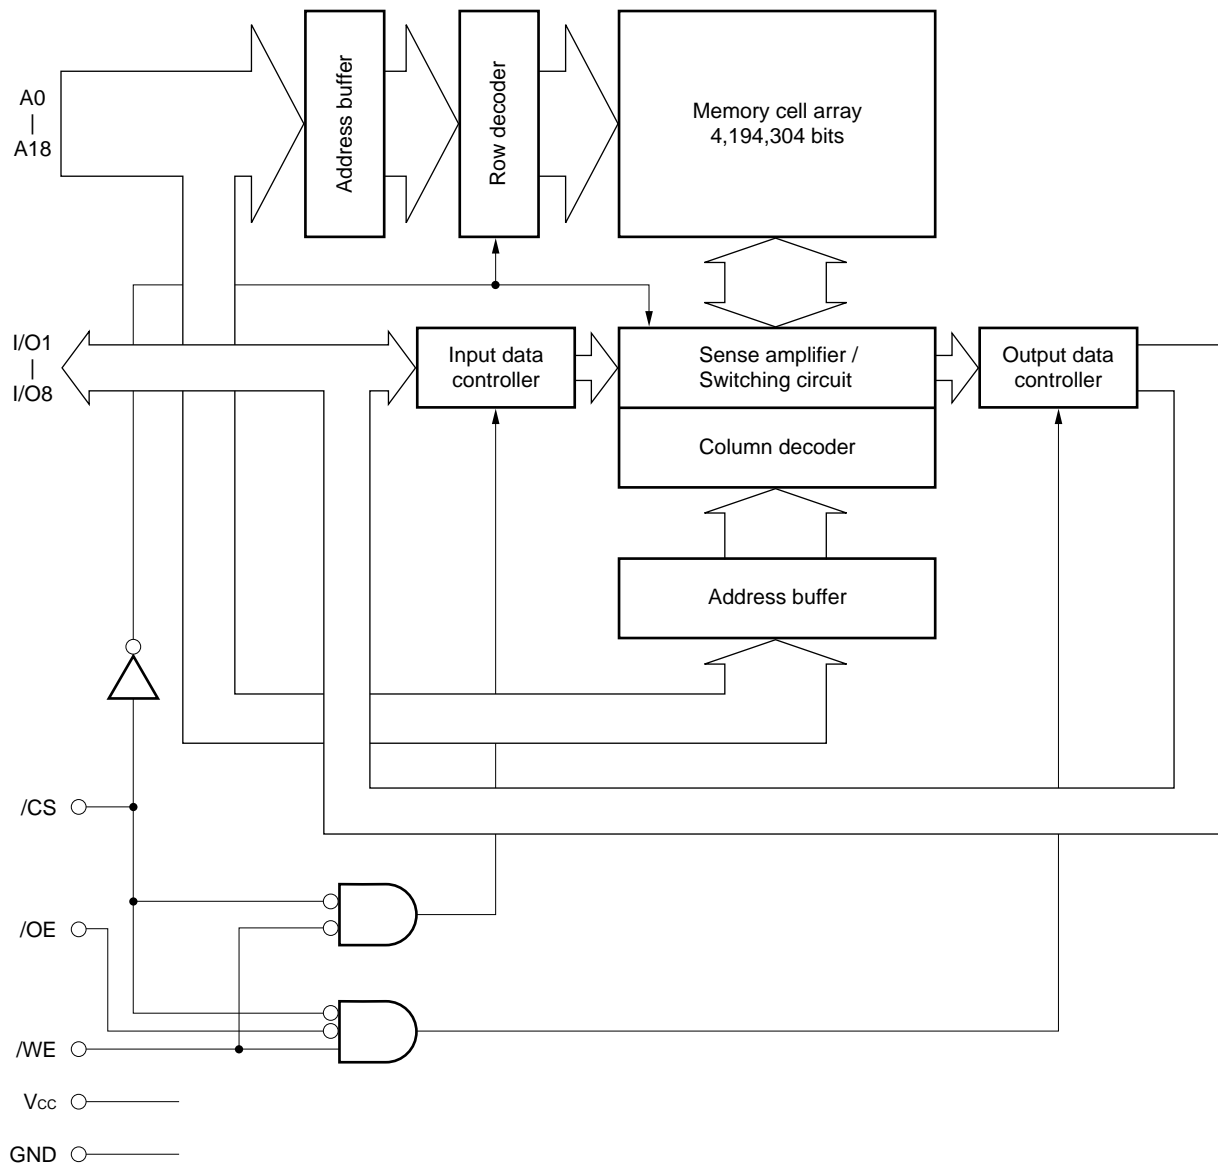 A0
|
A18
Address buffer
Row decoder
Memory cell array
4,194,304 bits
I/O1
|
I/O8
Input data
controller
Sense amplifier /
Switching circuit
Output data
controller
Column decoder
Address buffer
/CS
/OE
/WE
Vcc
GND